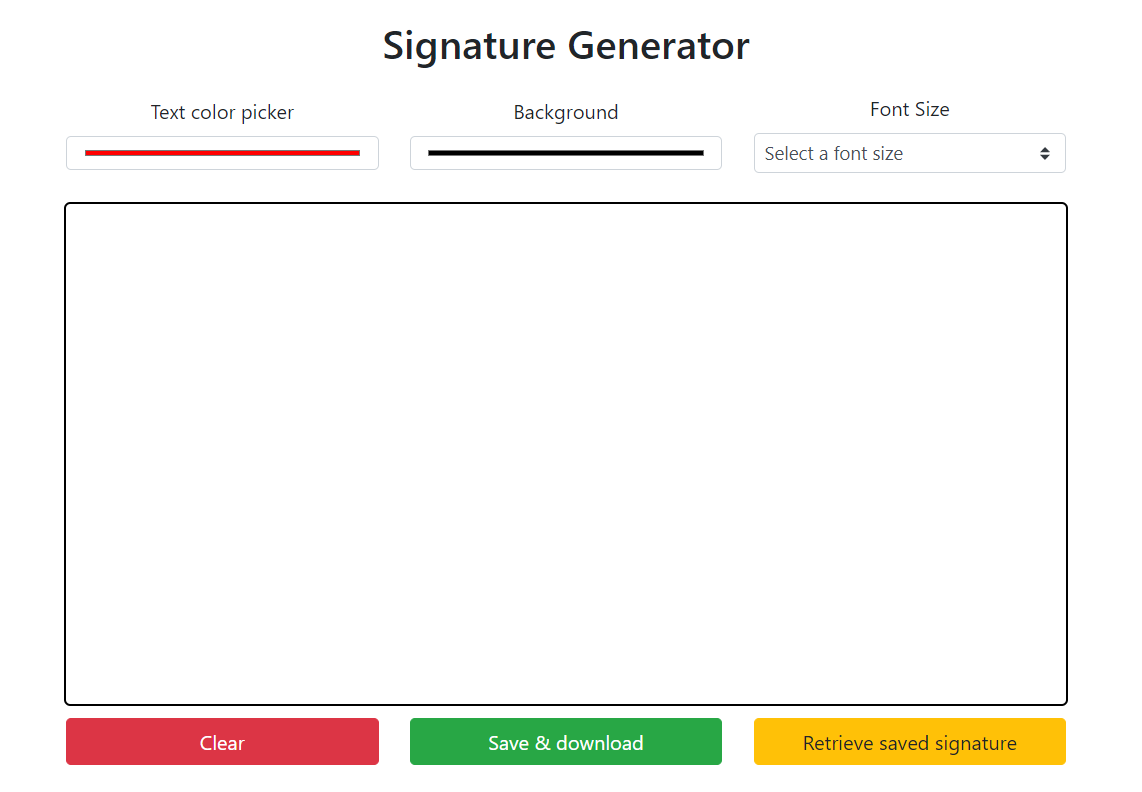 Signature Generator
Text color picker
Background
Font Size
Select a font size
Clear
Save & download
Retrieve saved signature